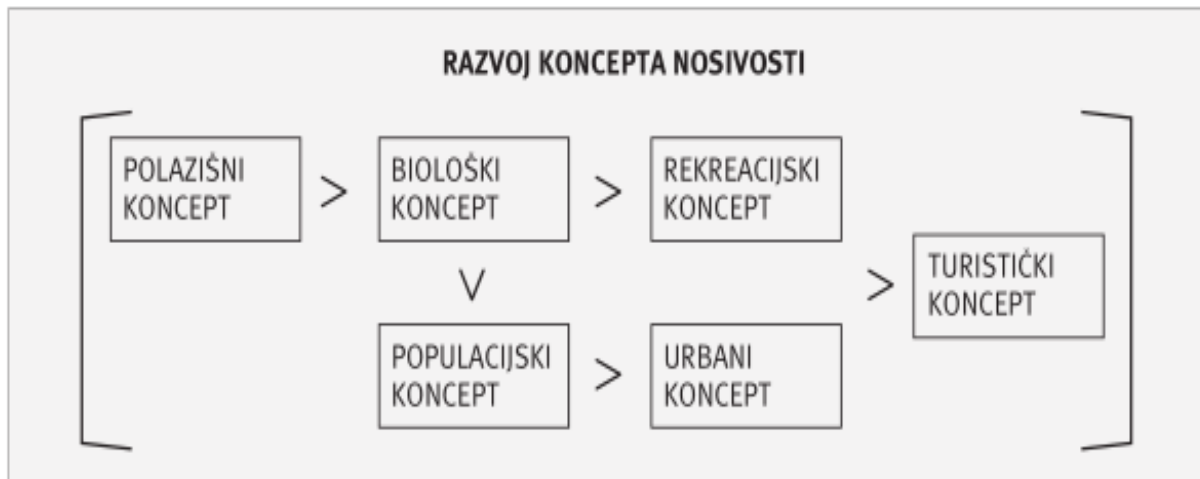 RAZVOJ KONCEPTA NOSIVOSTI
POLAZIŠNI
KONCEPT
>
BIOLOŠKI
KONCEPT
>
REKREACIJSKI
KONCEPT
>
POPULACIJSKI
KONCEPT
>
URBANI
KONCEPT
>
TURISTIČKI
KONCEPT